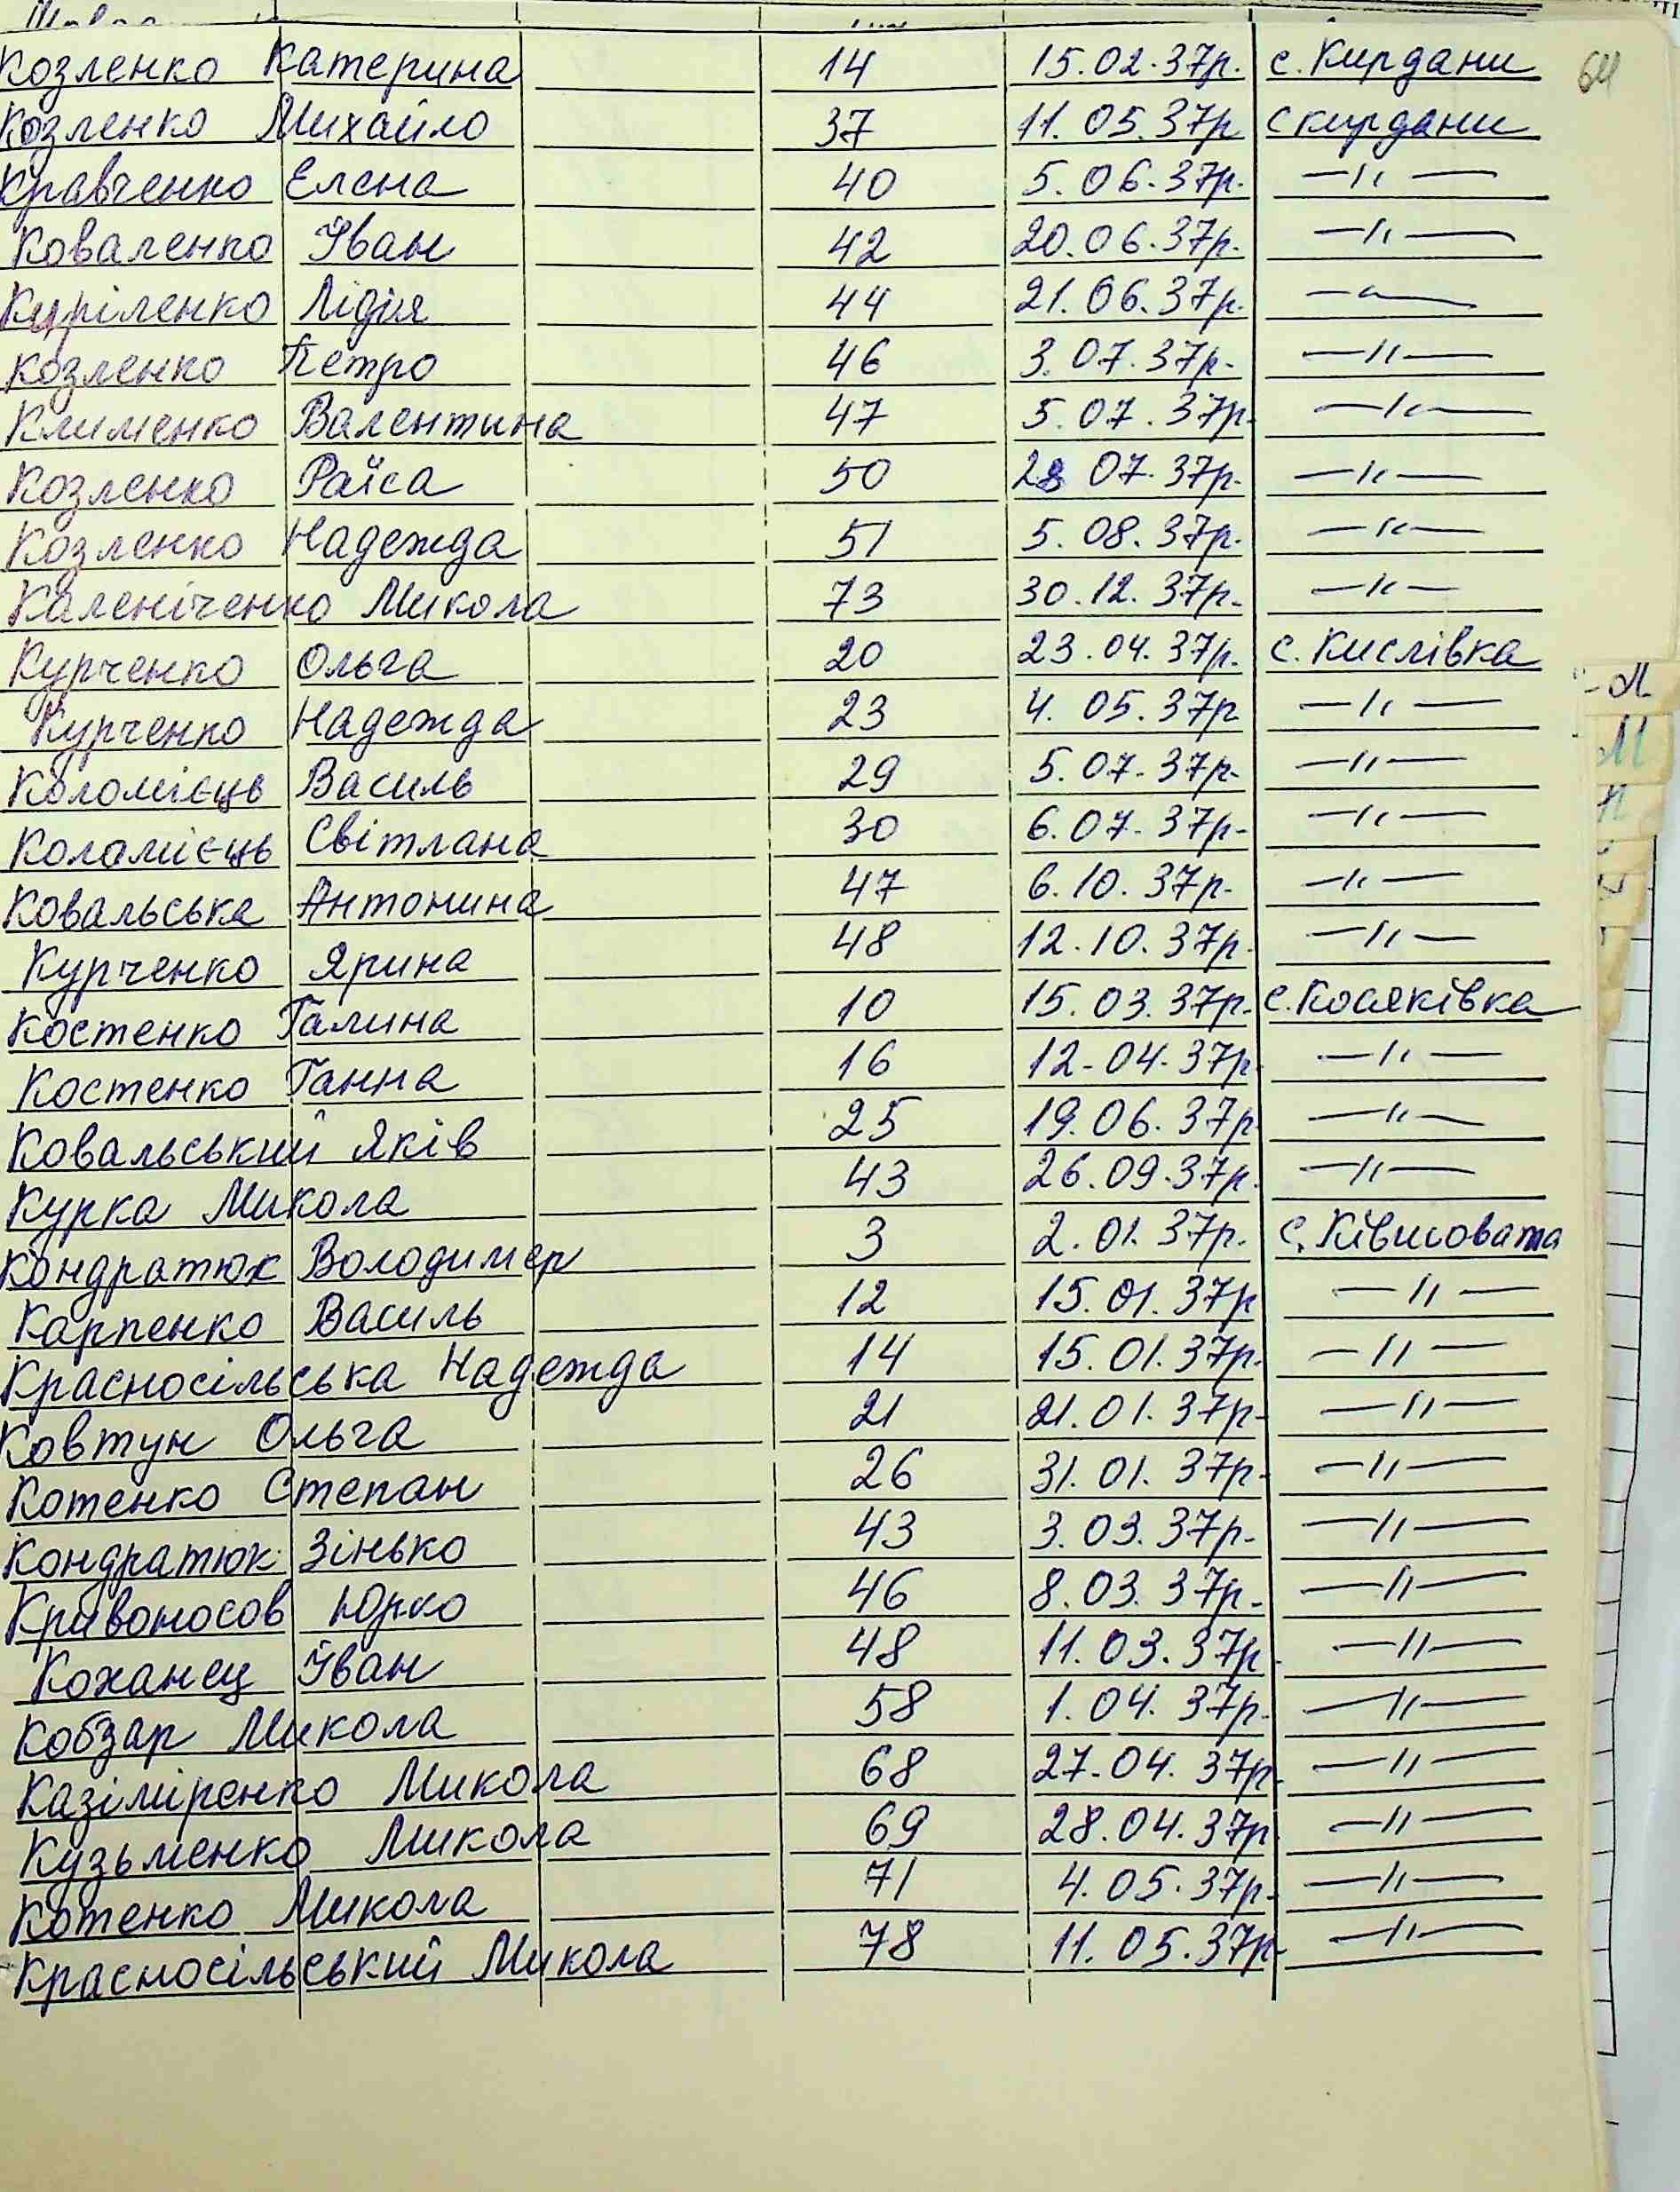 Козленко Катерина 14 15.02.37р. с. Кирдани 64
Козленко Михайло 37 11.05.37р с кирдани
Кравченко Елена 40 5.06.37р. —〃—
Коваленко Іван 42 20.06.37р. —〃—
Куріленко Лідія 44 21.06.37р. —〃—
Козленко Петро 46 3.07.37р. —〃—
Клименко Валентина 47 5.07.37р. —〃—
Козленко Раїса 50 28 07.37р. —〃—
Козленко Надежда 51 5.08.37р. —〃—
Каленіченко Микола 73 30.12.37р. —〃—
Курченко Ольга 20 23.04.37р. с. Кислівка
Курченко Надежда 23 4.05.37р —〃—
Коломієць Василь 29 5.07.37р. —〃—
Коломієць Світлана 30 6.07.37р. —〃—
Ковальська Антонина 47 6.10.37р. —〃—
Курченко Ярина 48 12.10.37р. —〃—
Костенко Галина 10 15.03.37р. с. Косяківка
Костенко Ганна 16 12-04.37р. —〃—
Ковальський Яків 25 19.06.37р —〃—
Курка Микола 43 26.09.37р. —〃—
Кондратюк Володимер 3 2.01.37р. с. Ківшовата
Карпенко Василь 12 15.01.37р —〃—
Красносільська Надежда 14 15.01.37р. —〃—
Ковтун Ольга 21 21.01.37р. —〃—
Котенко Степан 26 31.01.37р. —〃—
Кондратюк Зінько 43 3.03.37р. —〃—
Кривоносов Юрко 46 8.03.37р. —〃—
Коханец Іван 48 11.03.37р. —〃—
Кобзар Микола 58 1.04.37р. —〃—
Казіміренко Микола 68 27.04.37р. —〃—
Кузьменко Микола 69 28.04.37р —〃—
Котенко Микола 71 4.05.37р. —〃—
Красносільський Микола 78 11.05.37р. —〃—